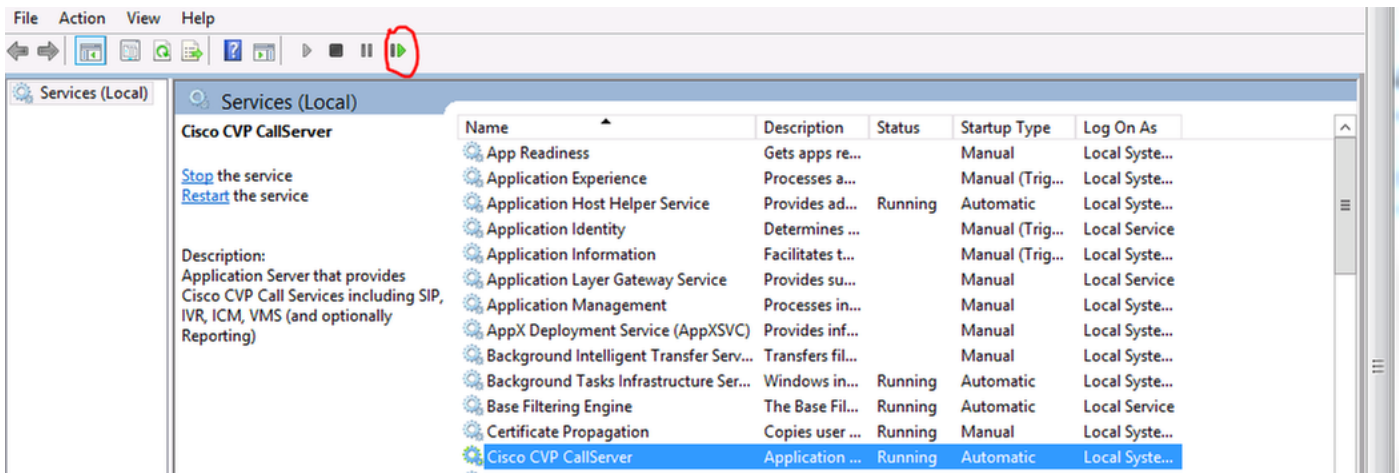 File Action View Help
Services (Local)
Services (Local)
Cisco CVP CallServer
Stop the service
Restart the service
Description:
Application Server that provides
Cisco CVP Call Services including SIP,
IVR, ICM, VMS (and optionally
Reporting)
Name Description Status Startup Type Log On As
App Readiness Gets apps re... Manual Local Syste...
Application Experience Processes a... Manual (Trig... Local Syste...
Application Host Helper Service Provides ad... Running Automatic Local Syste...
Application Identity Determines ... Manual (Trig... Local Service
Application Information Facilitates t... Manual (Trig... Local Syste...
Application Layer Gateway Service Provides su... Manual Local Service
Application Management Processes in... Manual Local Syste...
AppX Deployment Service (AppXSVC) Provides inf... Manual Local Syste...
Background Intelligent Transfer Serv... Transfers fil... Manual Local Syste...
Background Tasks Infrastructure Ser... Windows in... Running Automatic Local Syste...
Base Filtering Engine The Base Fil... Running Automatic Local Service
Certificate Propagation Copies user ... Running Manual Local Syste...
Cisco CVP CallServer Application ... Running Automatic Local Syste...